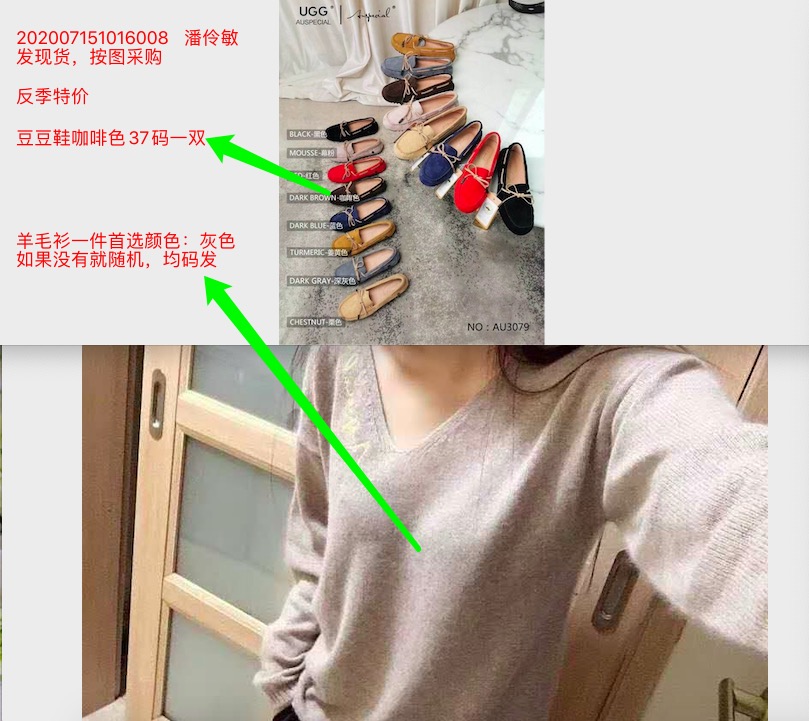 202007151016008 潘伶敏
发现货，按图采购
反季特价
豆豆鞋咖啡色37码一双
羊毛衫一件首选颜色：灰色
如果没有就随机，均码发
UGG® | Auspecial®
AUSPECIAL
BLACK-黑色
MOUSSE-慕粉
-红色
DARK BROWN-咖啡色
DARK BLUE-蓝色
TURMERIC-姜黄色
DARK GRAY-深灰色
CHESTNUT-栗色
NO：AU3079